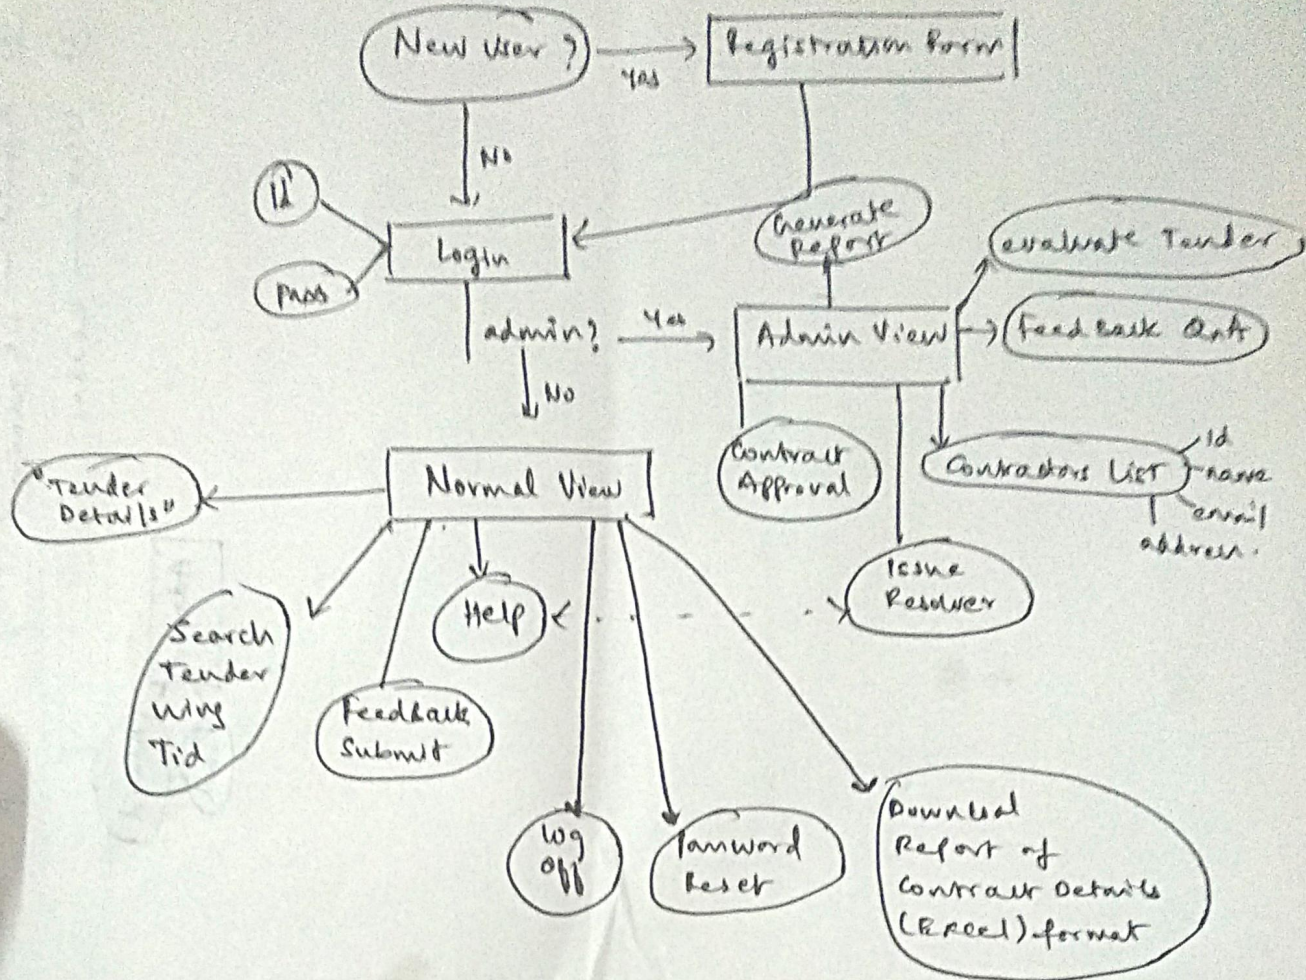 New User?
Yes
Registration Form
No
Id
Pass
Login
Generate
Report
evaluate Tender
admin?
Yes
Admin View
FeedBack QnA
No
Contract
Approval
Contractors List
Id
name
email
address.
Normal View
"Tender
Details"
Issue
Resolver
Help
Search
Tender
using
Tid
FeedBack
Submit
Log
Off
Password
Reset
Download
Report of
Contract Details
(Excel) format